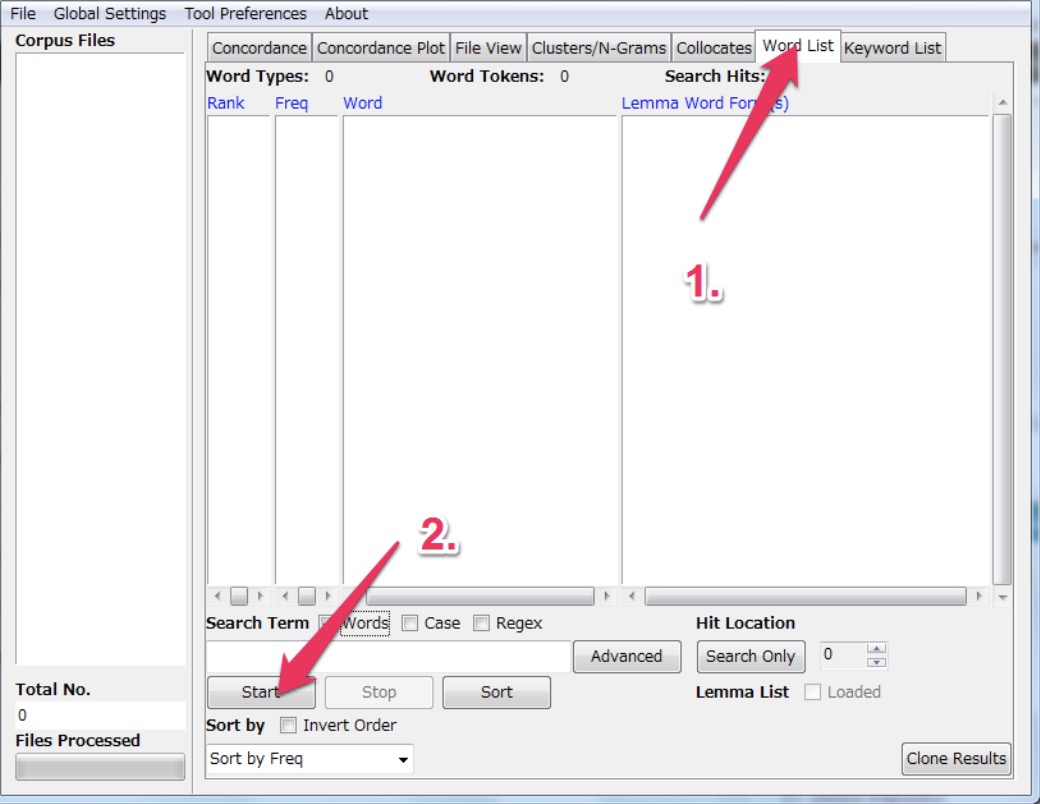 File Global Settings Tool Preferences About
Corpus Files
Concordance Concordance Plot File View Clusters/N-Grams Collocates Word List Keyword List
Word Types: 0 Word Tokens: 0 Search Hits:
Rank Freq Word Lemma Word Form(s)
1.
2.
Search Term Words Case Regex Hit Location
Advanced Search Only 0
Total No.
Start Stop Sort Lemma List Loaded
0
Sort by Invert Order
Files Processed
Sort by Freq Clone Results